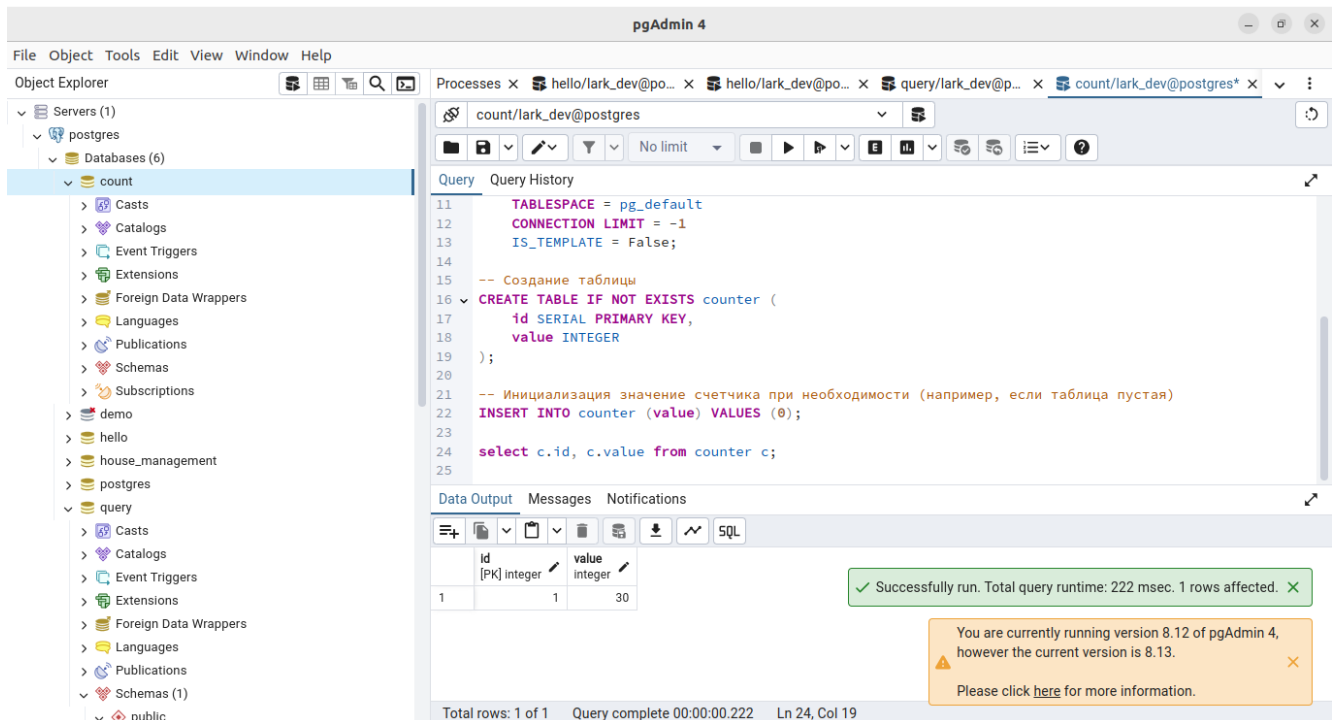 pgAdmin 4
File Object Tools Edit View Window Help
Object Explorer
Servers (1)
postgres
Databases (6)
count
Casts
Catalogs
Event Triggers
Extensions
Foreign Data Wrappers
Languages
Publications
Schemas
Subscriptions
demo
hello
house_management
postgres
query
Casts
Catalogs
Event Triggers
Extensions
Foreign Data Wrappers
Languages
Publications
Schemas (1)
public
Processes hello/lark_dev@po... hello/lark_dev@po... query/lark_dev@p... count/lark_dev@postgres*
count/lark_dev@postgres
No limit E
Query Query History
11 TABLESPACE = pg_default
12 CONNECTION LIMIT = -1
13 IS_TEMPLATE = False;
14
15 -- Создание таблицы
16 CREATE TABLE IF NOT EXISTS counter (
17 id SERIAL PRIMARY KEY,
18 value INTEGER
19 );
20
21 -- Инициализация значение счетчика при необходимости (например, если таблица пустая)
22 INSERT INTO counter (value) VALUES (0);
23
24 select c.id, c.value from counter c;
25
Data Output Messages Notifications
SQL
id value
[PK] integer integer
1 1 30
Successfully run. Total query runtime: 222 msec. 1 rows affected.
You are currently running version 8.12 of pgAdmin 4,
however the current version is 8.13.
Please click here for more information.
Total rows: 1 of 1 Query complete 00:00:00.222 Ln 24, Col 19